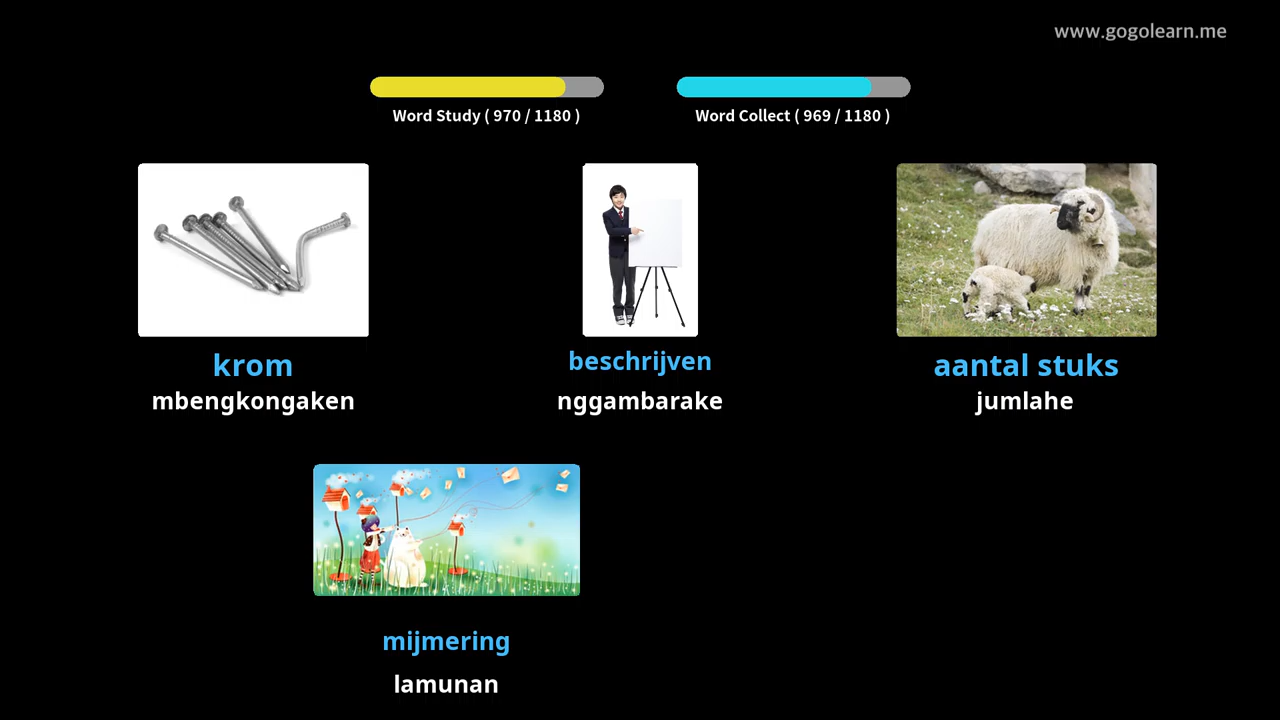 www.gogolearn.me
Word Study ( 970 / 1180 )
Word Collect ( 969 / 1180 )
krom
mbengkongaken
beschrijven
nggambarake
aantal stuks
jumlahe
mijmering
lamunan